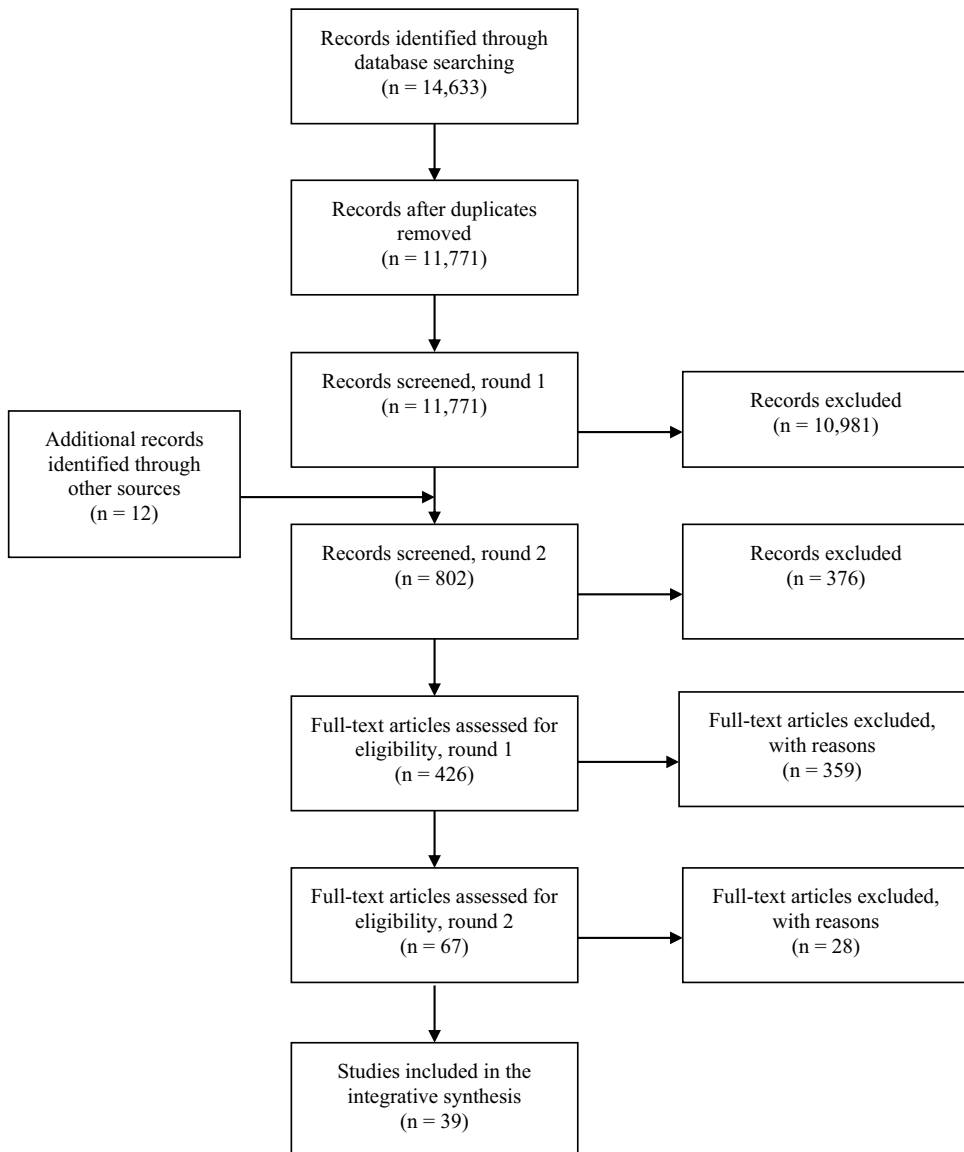 Records identified through
database searching
(n = 14,633)
Records after duplicates
removed
(n = 11,771)
Records screened, round 1
(n = 11,771)
Records excluded
(n = 10,981)
Additional records
identified through
other sources
(n = 12)
Records screened, round 2
(n = 802)
Records excluded
(n = 376)
Full-text articles assessed for
eligibility, round 1
(n = 426)
Full-text articles excluded,
with reasons
(n = 359)
Full-text articles assessed for
eligibility, round 2
(n = 67)
Full-text articles excluded,
with reasons
(n = 28)
Studies included in the
integrative synthesis
(n = 39)